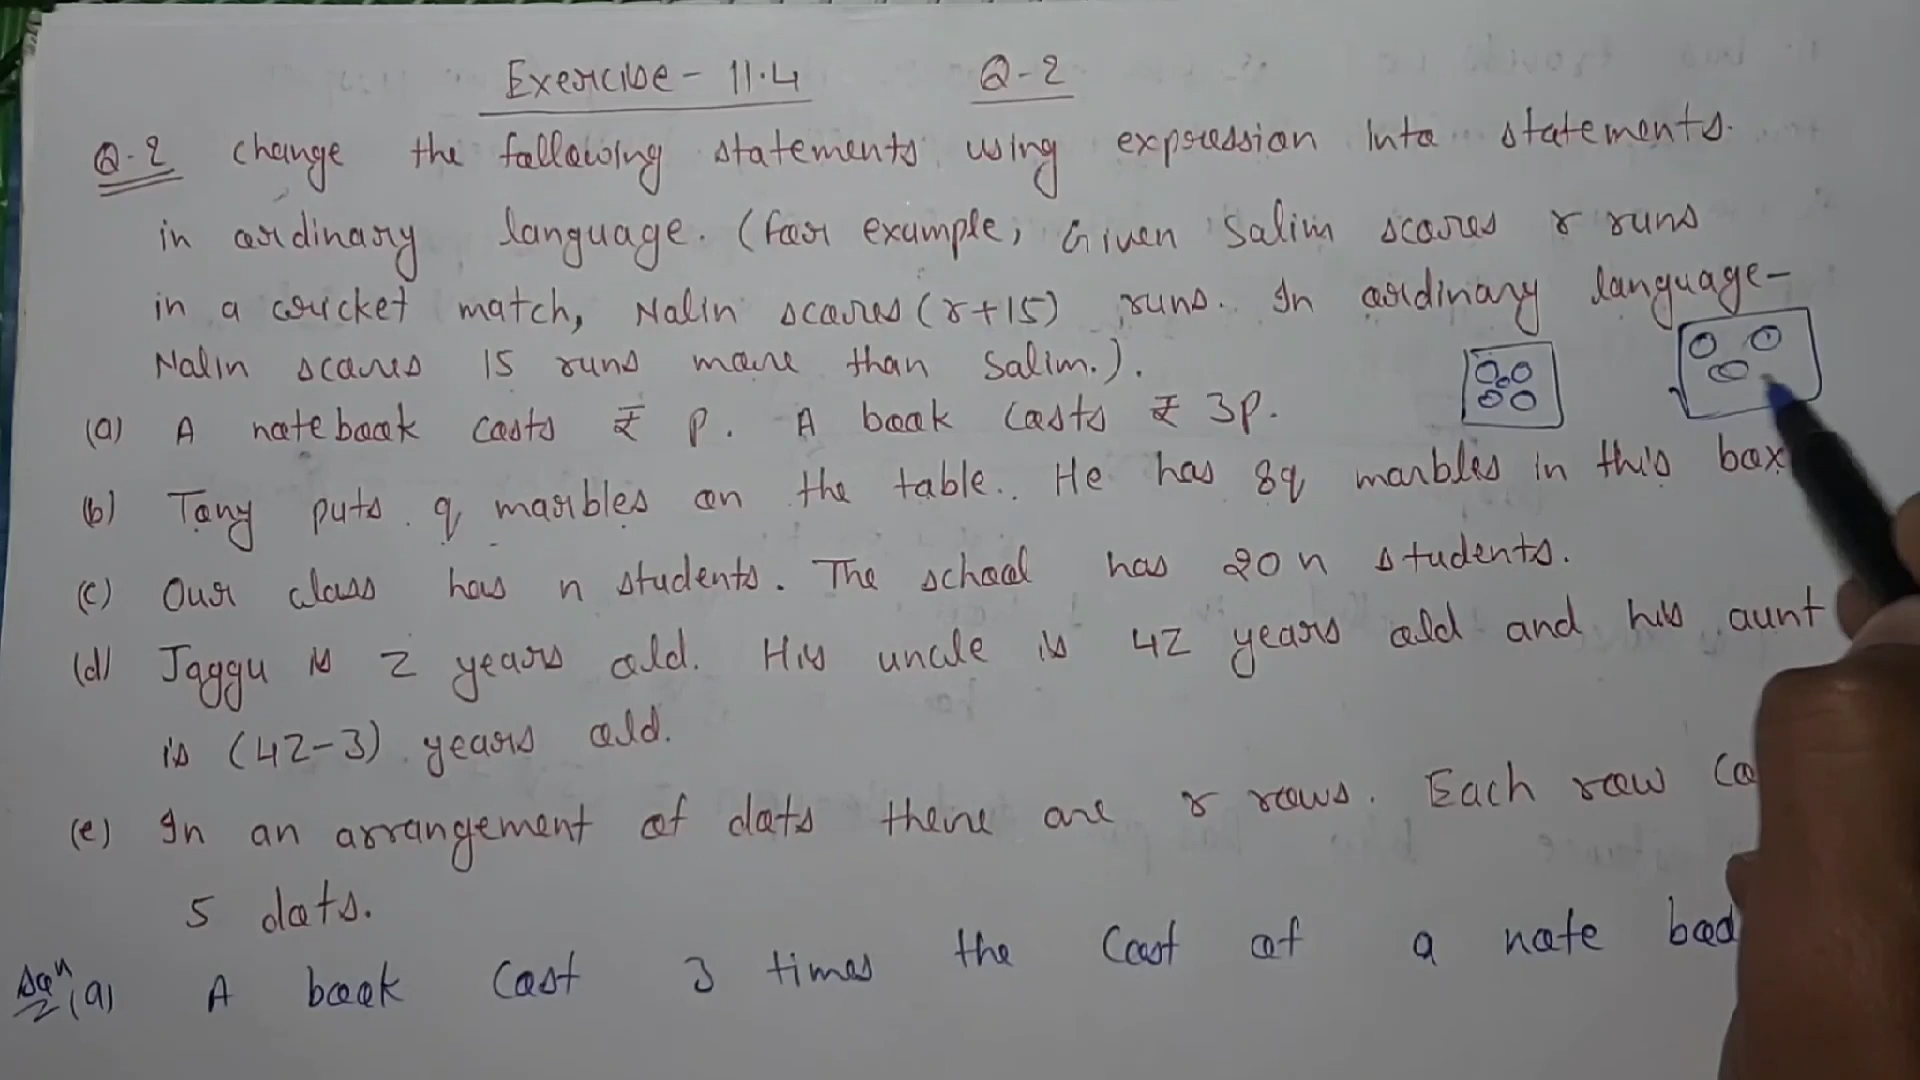 Exercise - 11.4 Q-2
Q-2 change the following statements using expression into statements.
in ordinary language. (for example, Given Salim scores r runs
in a cricket match, Nalin scores (r+15) runs. In ordinary language-
Nalin scores 15 runs more than Salim.).
(a) A notebook costs ₹ p. A book costs ₹ 3p.
(b) Tony puts q marbles on the table. He has 8q marbles in this box
(c) Our class has n students. The school has 20n students.
(d) Jaggu is z years old. His uncle is 4z years old and his aunt
is (4z-3) years old.
(e) In an arrangement of dots there are r rows. Each row
5 dots.
Solⁿ (a) A book cost 3 times the cost of a note